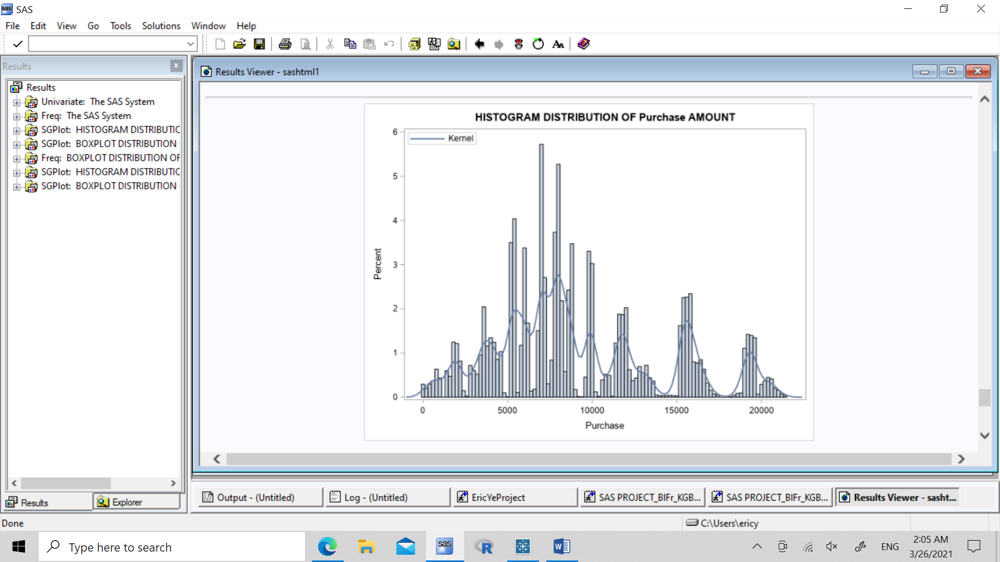 SAS
File Edit View Go Tools Solutions Window Help
Results
Results Viewer - sashtml1
Results
Univariate: The SAS System
Freq: The SAS System
SGPlot: HISTOGRAM DISTRIBUTIC
SGPlot: BOXPLOT DISTRIBUTION
Freq: BOXPLOT DISTRIBUTION OF
SGPlot: HISTOGRAM DISTRIBUTIC
SGPlot: BOXPLOT DISTRIBUTION
HISTOGRAM DISTRIBUTION OF Purchase AMOUNT
Kernel
6
5
4
3
2
1
0
Percent
0 5000 10000 15000 20000
Purchase
Results Explorer
Output - (Untitled) Log - (Untitled) EricYeProject SAS PROJECT_BIFr_KGB... SAS PROJECT_BIFr_KGB... Results Viewer - sasht...
Done C:\Users\ericy
Type here to search
sas
ENG
2:05 AM
3/26/2021